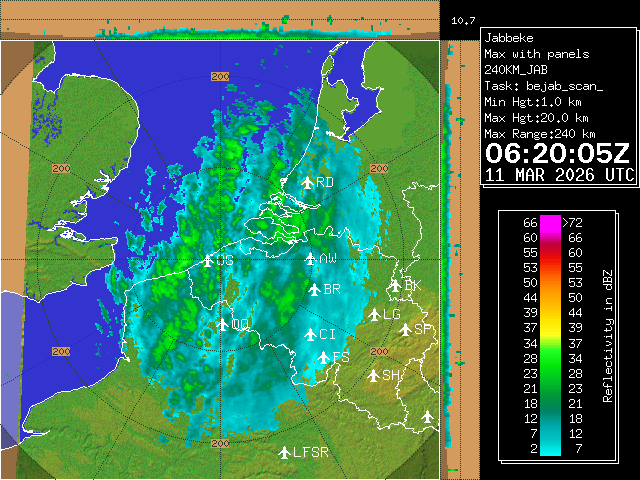 10.7
Jabbeke
Max with panels
240KM_JAB
Task: bejab_scan_
Min Hgt:1.0 km
Max Hgt:20.0 km
Max Range:240 km
06:20:05Z
11 MAR 2026 UTC
200
200
200
RD
OS
AW
BR
BK
LG
QO
CI
SP
FS
200
200
SH
200
LFSR
66 >72
60 66
55 60
53 55
50 53
44 50
40 44
37 40
34 37
28 34
23 28
21 23
18 21
12 18
7 12
2 7
Reflectivity in dBZ